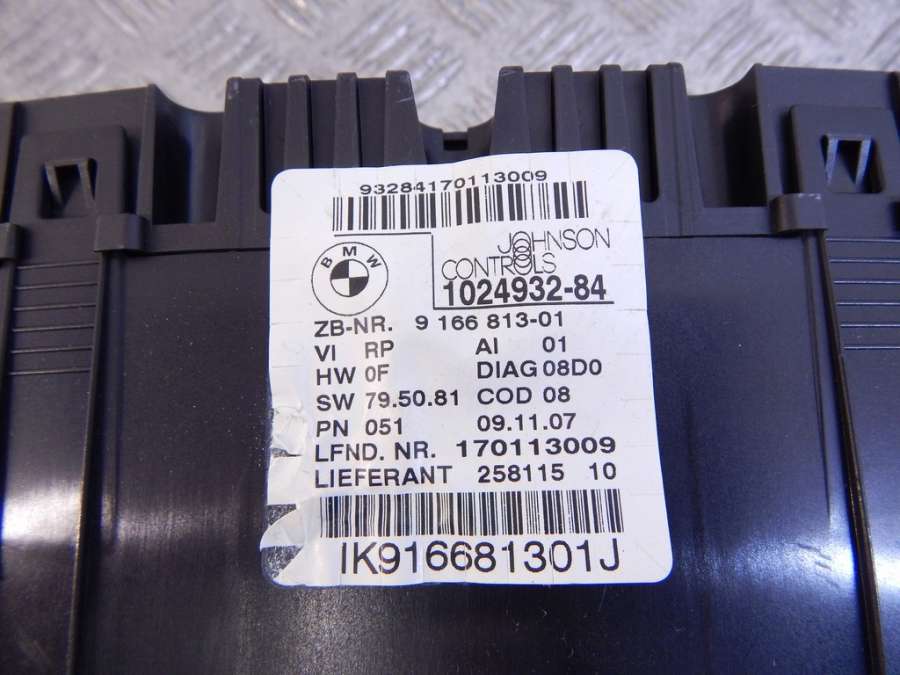 93284170113009
BMW
JOHNSON
CONTROLS
1024932-84
ZB-NR. 9 166 813-01
VI RP AI 01
HW 0F DIAG 08D0
SW 79.50.81 COD 08
PN 051 09.11.07
LFND. NR. 170113009
LIEFERANT 258115 10
IK916681301J